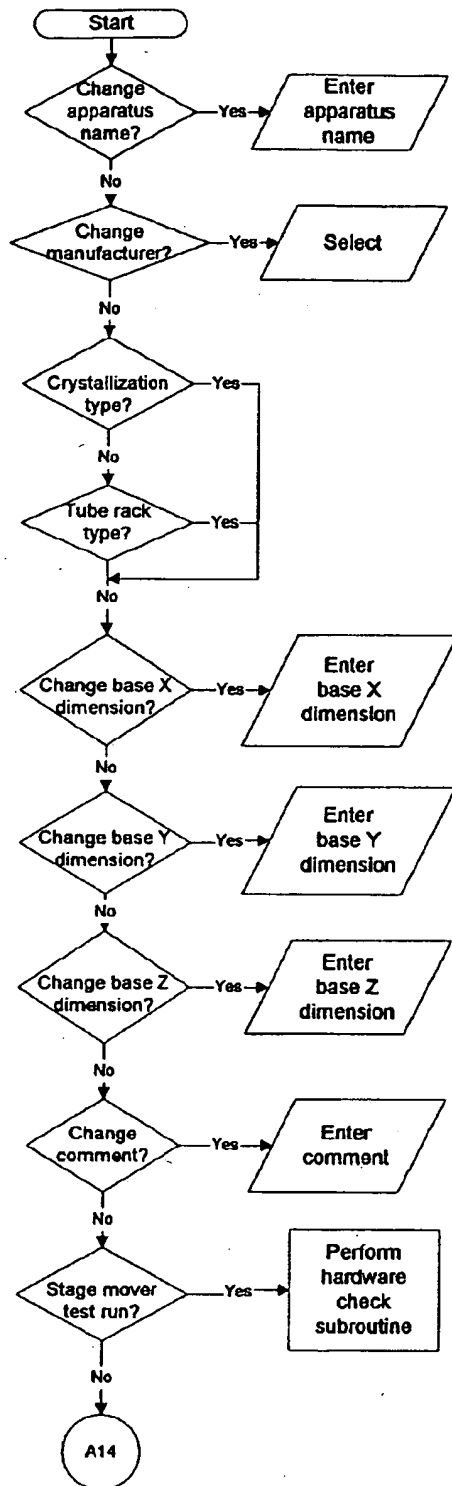 Start
Change
apparatus
name?
Yes
Enter
apparatus
name
No
Change
manufacturer?
Yes
Select
No
Crystallization
type?
Yes
No
Tube rack
type?
Yes
No
Change base X
dimension?
Yes
Enter
base X
dimension
No
Change base Y
dimension?
Yes
Enter
base Y
dimension
No
Change base Z
dimension?
Yes
Enter
base Z
dimension
No
Change
comment?
Yes
Enter
comment
No
Stage mover
test run?
Yes
Perform
hardware
check
subroutine
No
A14